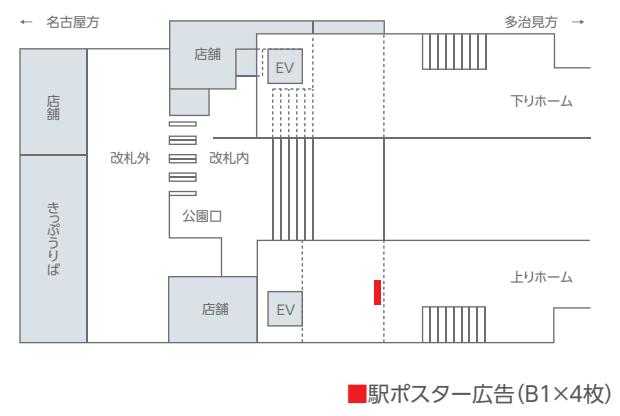 ← 名古屋方
多治見方 →
店舗
EV
店舗
下りホーム
改札外
改札内
きっぷうりば
公園口
上りホーム
店舗
EV
■駅ポスター広告(B1×4枚)